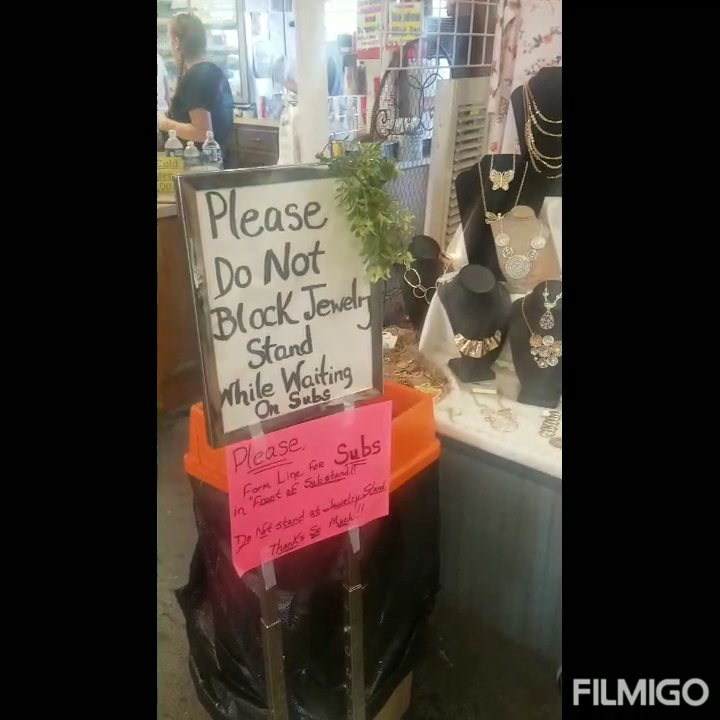 Please
Do Not
Block Jewelry
Stand
While Waiting
On Subs
Please,
Form Line For Subs
in "Front of Substand!!
Do Not stand at Jewelry Stand
Thanks So Much!!
FILMIGO